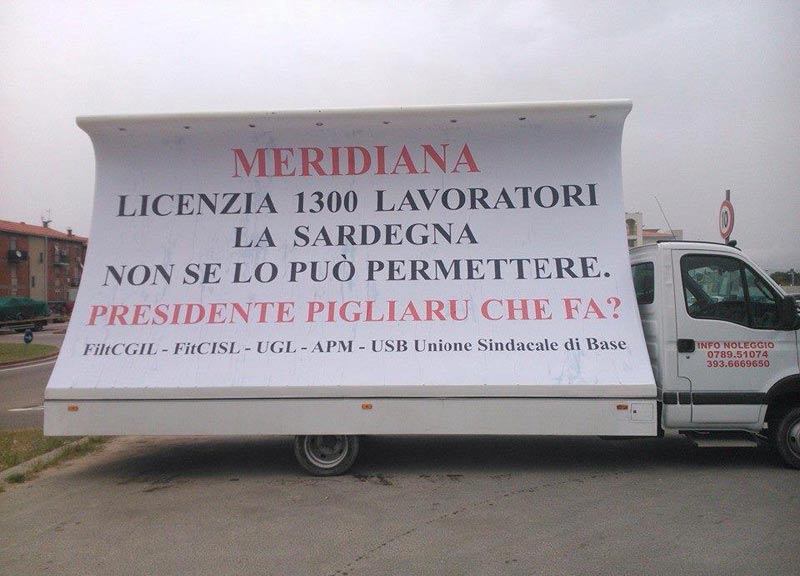 MERIDIANA
LICENZIA 1300 LAVORATORI
LA SARDEGNA
NON SE LO PUÒ PERMETTERE.
PRESIDENTE PIGLIARU CHE FA?
FiltCGIL - FitCISL - UGL - APM - USB Unione Sindacale di Base
INFO NOLEGGIO
0789.51074
393.6669650
10